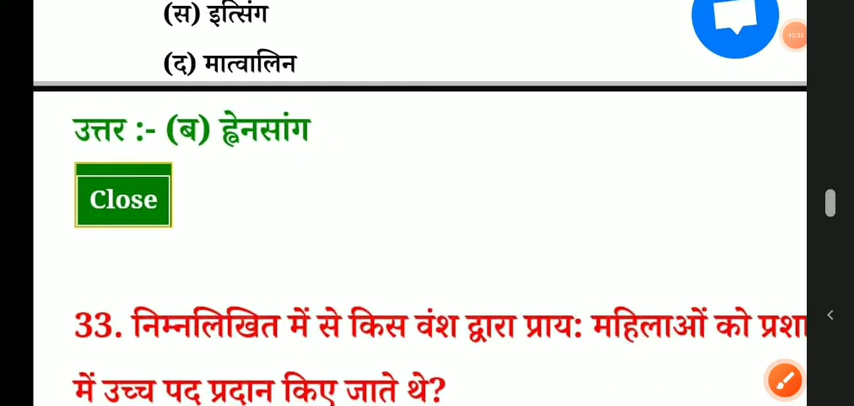 (स) इत्सिंग
(द) मात्वालिन
उत्तर :- (ब) ह्वेनसांग
Close
33. निम्नलिखित में से किस वंश द्वारा प्राय: महिलाओं को प्रशा
में उच्च पद प्रदान किए जाते थे?